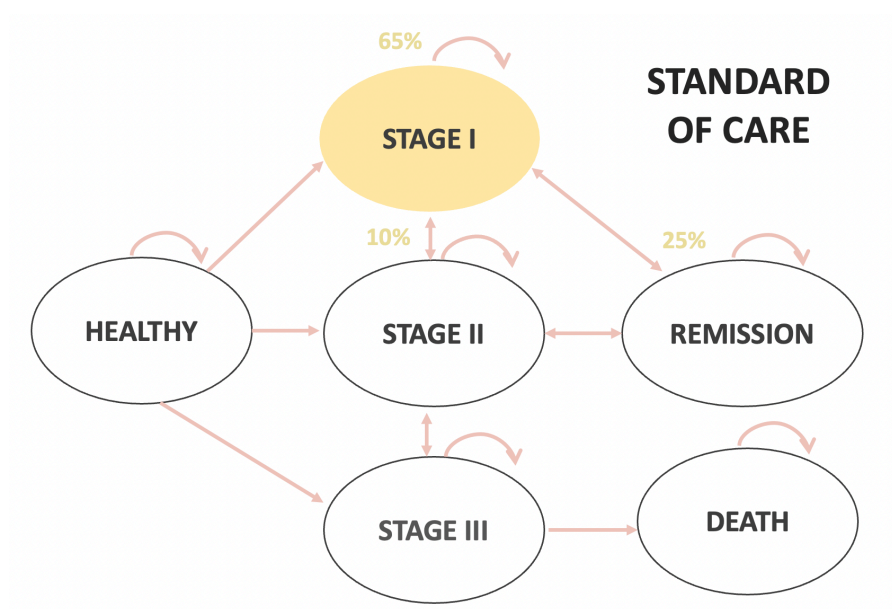 65%
STANDARD
OF CARE
STAGE I
10%
25%
HEALTHY
STAGE II
REMISSION
STAGE III
DEATH